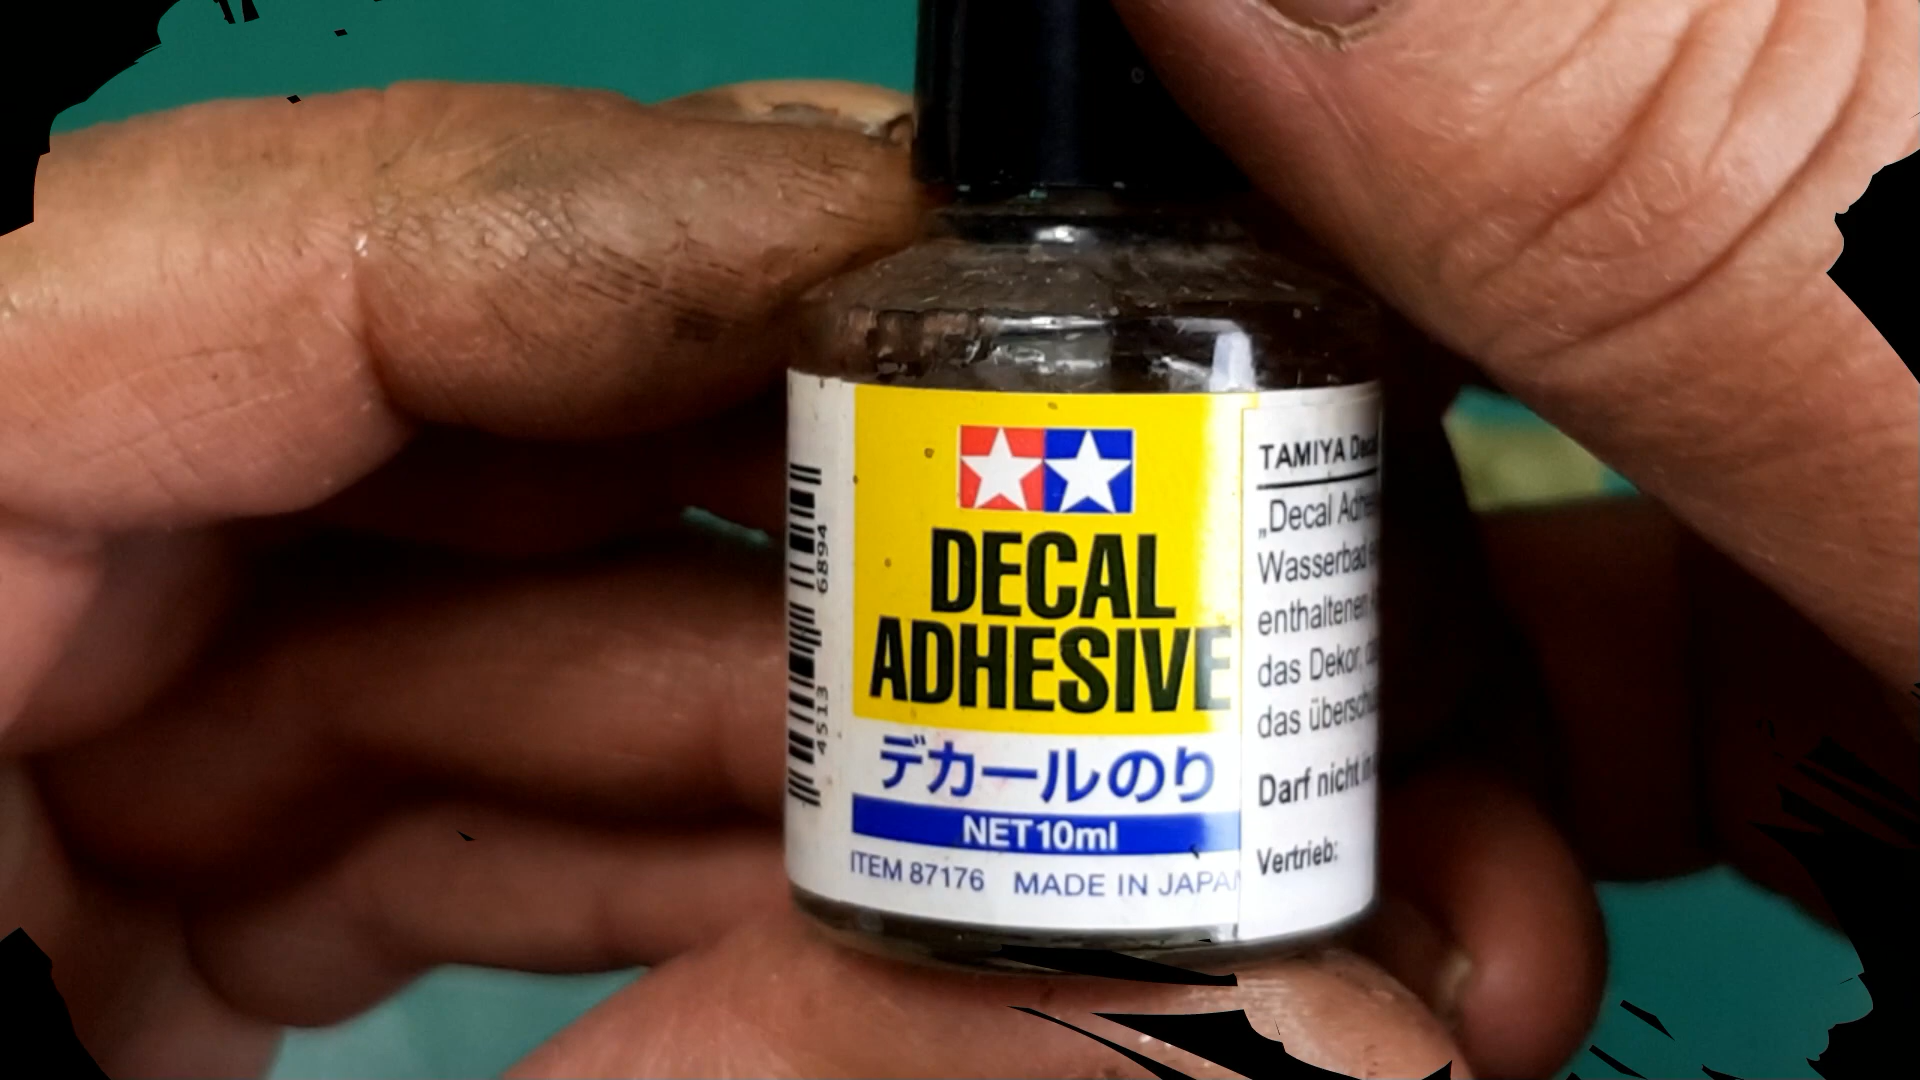 DECAL
ADHESIVE
デカールのり
NET 10ml
ITEM 87176 MADE IN JAPAN
4513 6894
TAMIYA
„Decal
Wasserbad
enthaltenen
das Dekor,
das
Darf nicht
Vertrieb: